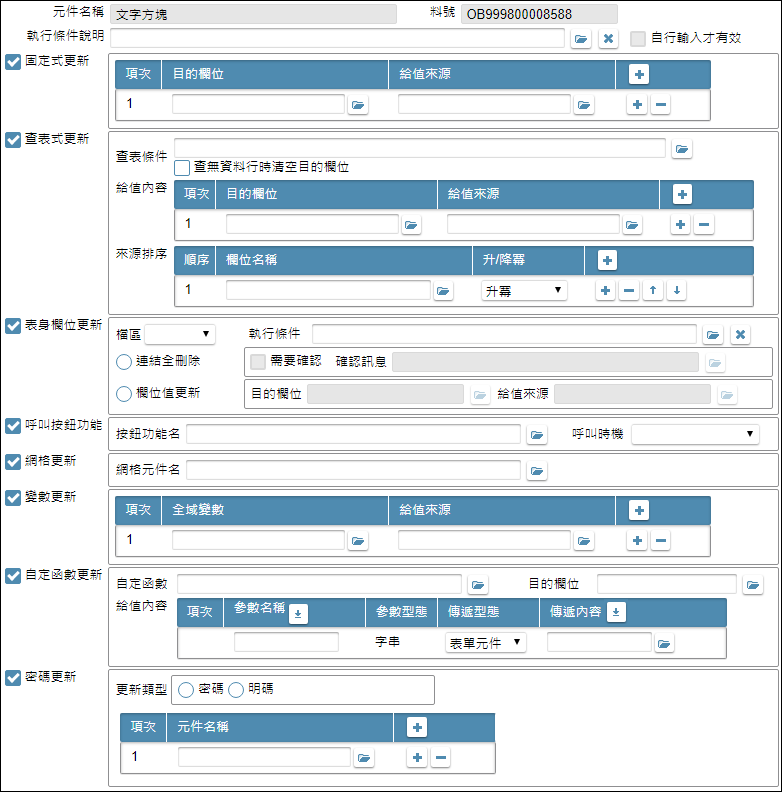 元件名稱 文字方塊 料號 OB999800008588
執行條件說明 自行輸入才有效
固定式更新
項次 目的欄位 給值來源
1
查表式更新
查表條件
查無資料行時清空目的欄位
給值內容
項次 目的欄位 給值來源
1
來源排序
順序 欄位名稱 升/降冪
1 升冪
表身欄位更新
檔區 執行條件
連結全刪除 需要確認 確認訊息
欄位值更新 目的欄位 給值來源
呼叫按鈕功能
按鈕功能名 呼叫時機
網格更新
網格元件名
變數更新
項次 全域變數 給值來源
1
自定函數更新
自定函數 目的欄位
給值內容
項次 參數名稱 參數型態 傳遞型態 傳遞內容
字串 表單元件
密碼更新
更新類型 密碼 明碼
項次 元件名稱
1